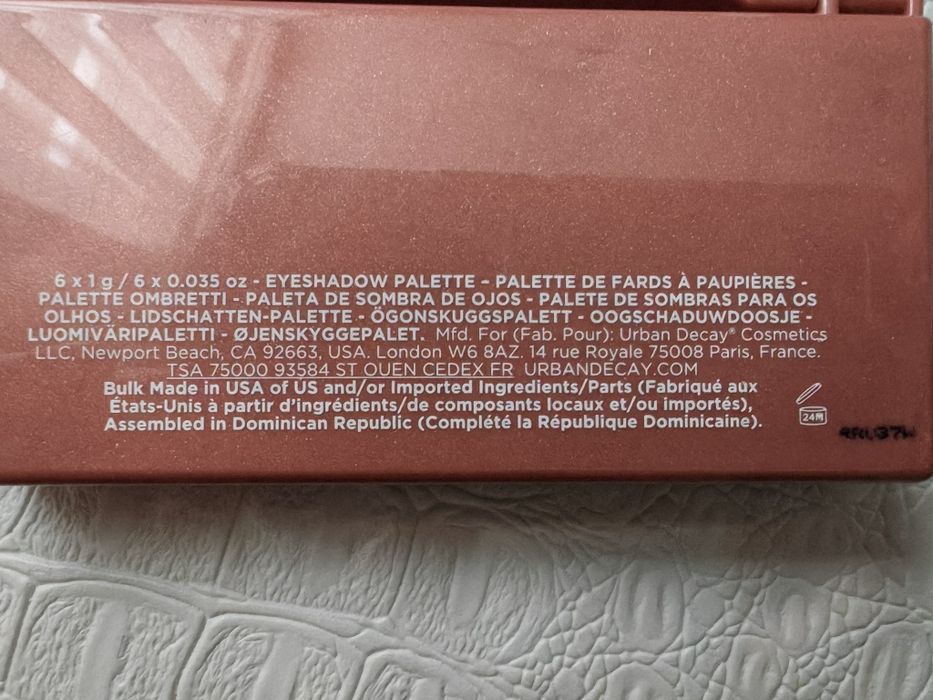 6 x 1 g / 6 x 0.035 oz - EYESHADOW PALETTE - PALETTE DE FARDS À PAUPIÈRES -
PALETTE OMBRETTI - PALETA DE SOMBRA DE OJOS - PALETE DE SOMBRAS PARA OS
OLHOS - LIDSCHATTEN-PALETTE - ÖGONSKUGGSPALETT - OOGSCHADUWDOOSJE -
LUOMIVÄRIPALETTI - ØJENSKYGGEPALET. Mfd. For (Fab. Pour): Urban Decay® Cosmetics
LLC, Newport Beach, CA 92663, USA. London W6 8AZ. 14 rue Royale 75008 Paris, France.
TSA 75000 93584 ST OUEN CEDEX FR URBANDECAY.COM
Bulk Made in USA of US and/or Imported Ingredients/Parts (Fabriqué aux
États-Unis à partir d'ingrédients/de composants locaux et/ou importés),
Assembled in Dominican Republic (Complété la République Dominicaine).
24M